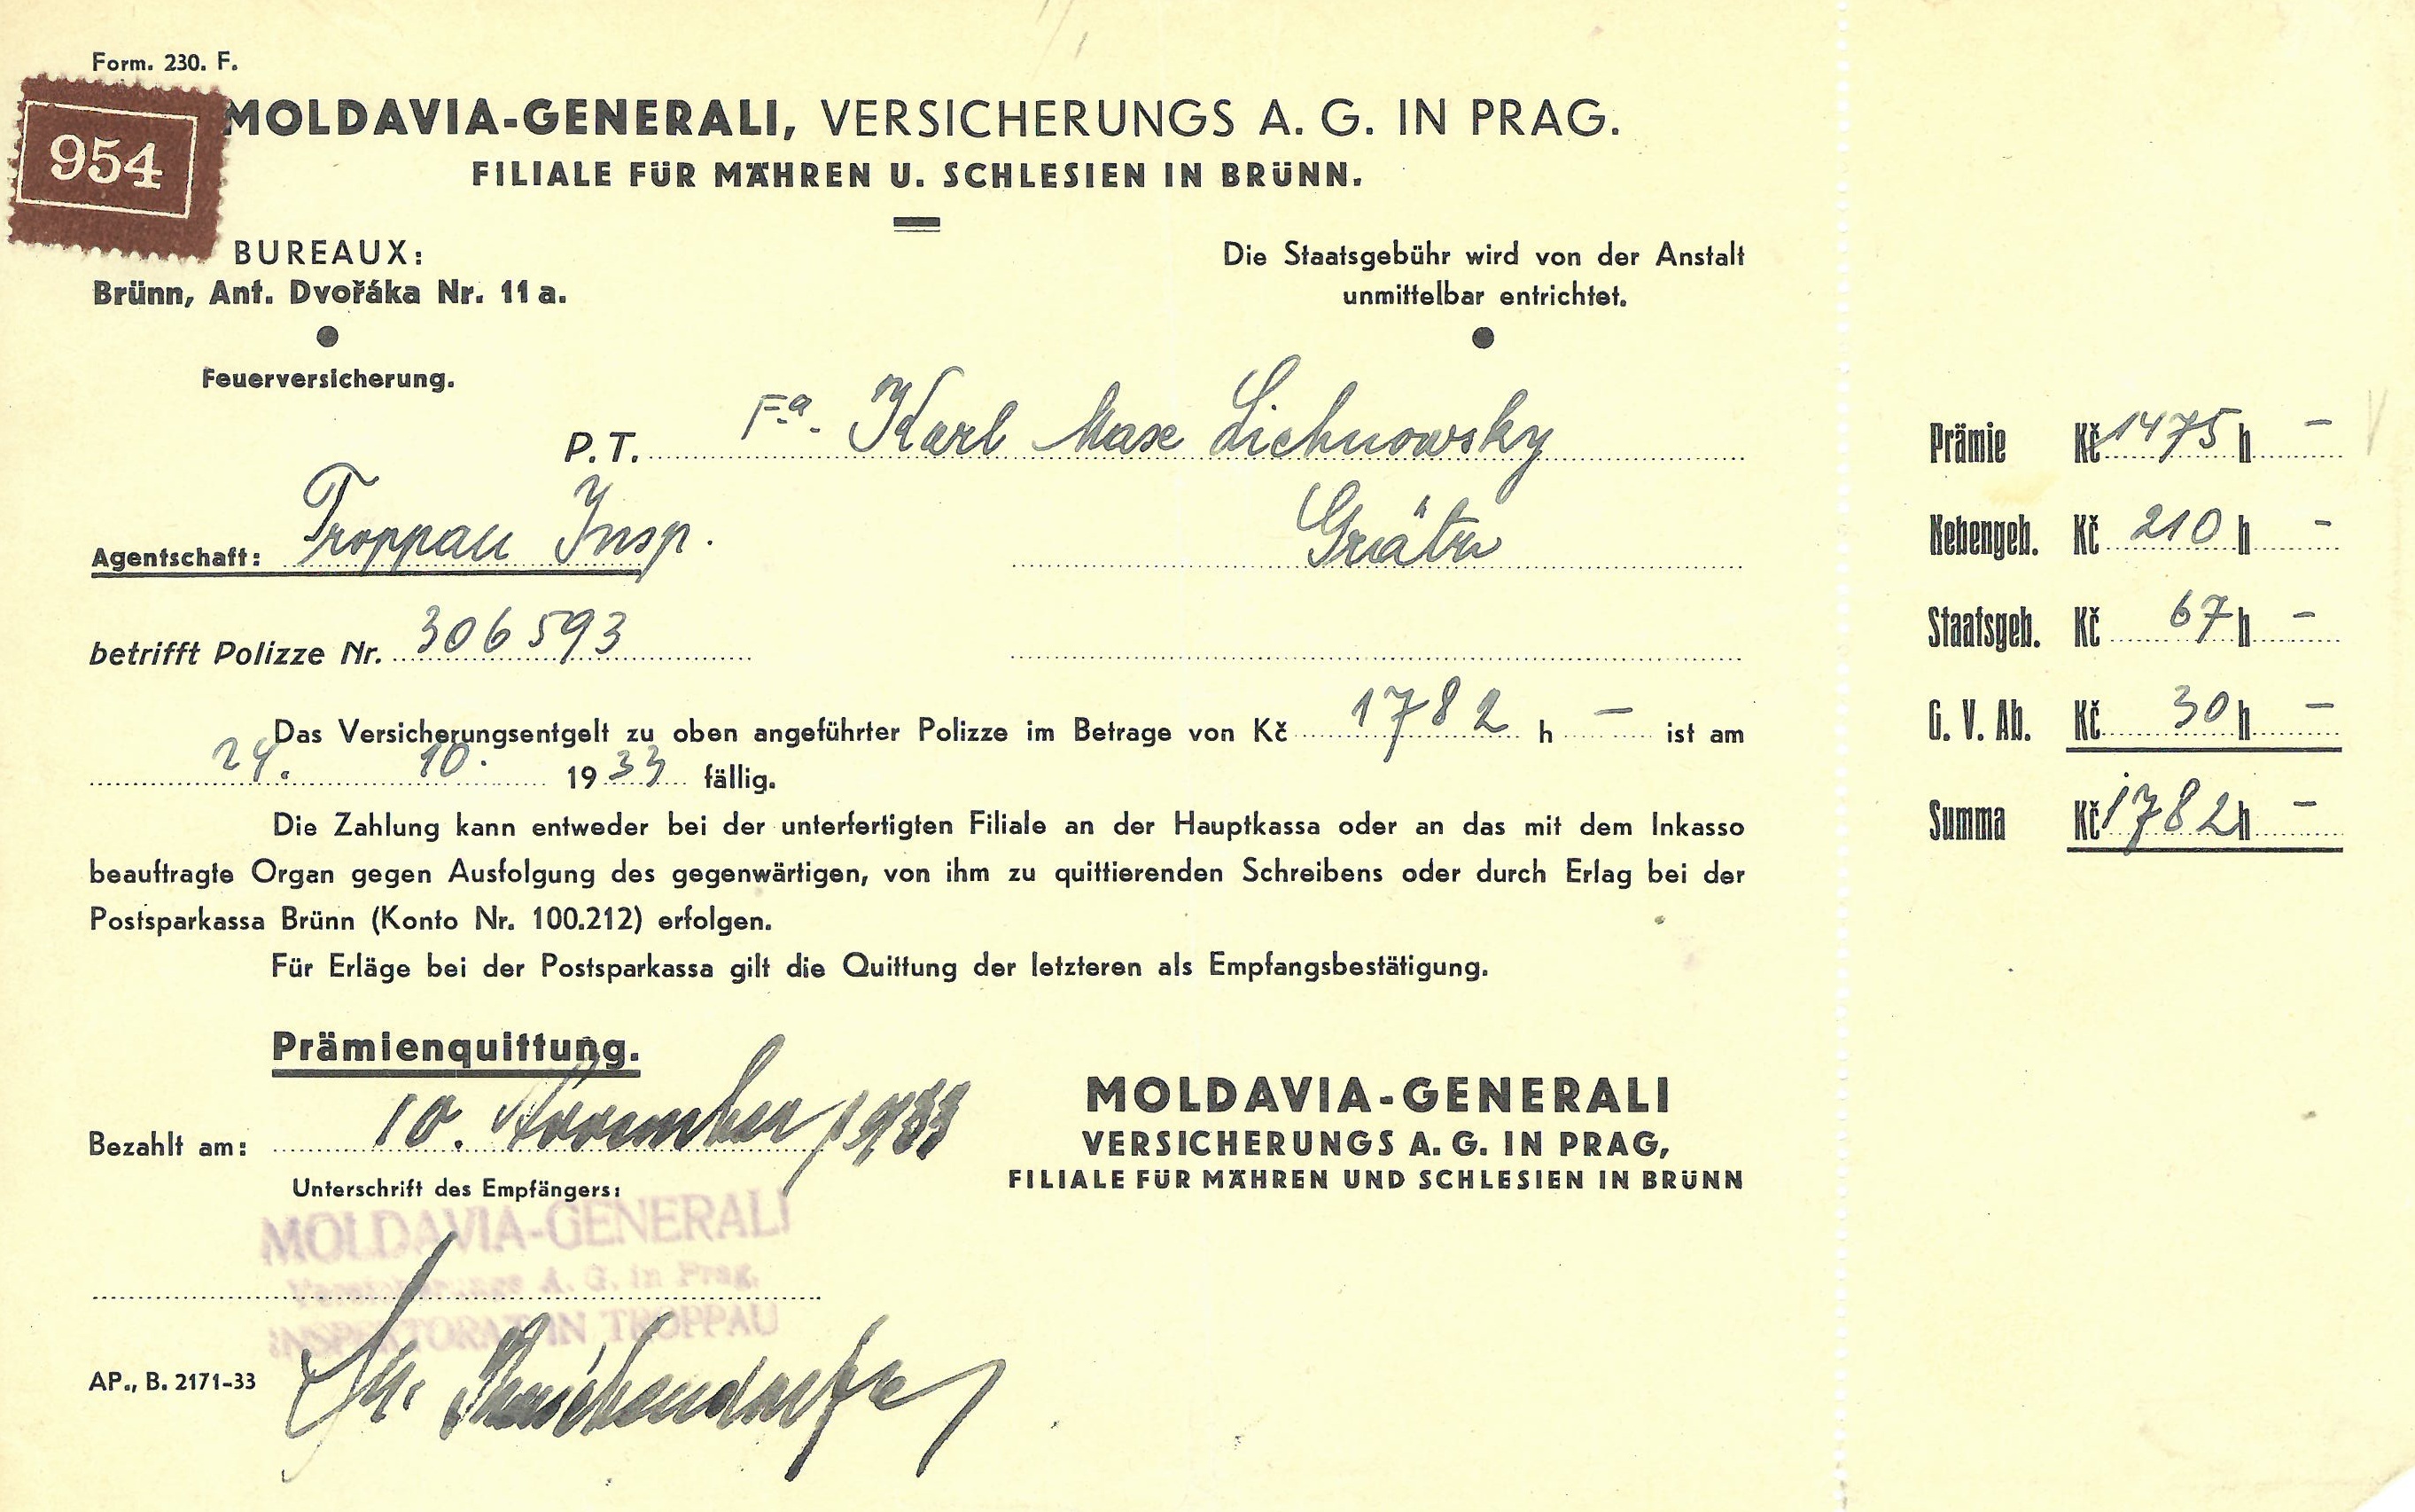 Form. 230. F.
954
MOLDAVIA-GENERALI, VERSICHERUNGS A. G. IN PRAG.
FILIALE FÜR MÄHREN U. SCHLESIEN IN BRÜNN.
BUREAUX:
Brünn, Ant. Dvořáka Nr. 11 a.
Die Staatsgebühr wird von der Anstalt
unmittelbar entrichtet.
Feuerversicherung.
P. T. Fa. Karl Max Lichnowsky
Agentschaft: Troppau Insp. Grätz
betrifft Polizze Nr. 306593
Das Versicherungsentgelt zu oben angeführter Polizze im Betrage von Kč 1782 h – ist am
24. 10. 1933 fällig.
Die Zahlung kann entweder bei der unterfertigten Filiale an der Hauptkassa oder an das mit dem Inkasso
beauftragte Organ gegen Ausfolgung des gegenwärtigen, von ihm zu quittierenden Schreibens oder durch Erlag bei der
Postsparkassa Brünn (Konto Nr. 100.212) erfolgen.
Für Erläge bei der Postsparkassa gilt die Quittung der letzteren als Empfangsbestätigung.
Prämienquittung.
Bezahlt am: 10. November 1933
Unterschrift des Empfängers:
MOLDAVIA-GENERALI
Versicherungs A. G. in Prag,
INSPEKTORAT IN TROPPAU
AP., B. 2171-33
MOLDAVIA-GENERALI
VERSICHERUNGS A. G. IN PRAG,
FILIALE FÜR MÄHREN UND SCHLESIEN IN BRÜNN
Prämie Kč 1475 h –
Nebengeb. Kč 210 h –
Staatsgeb. Kč 67 h –
G. V. Ab. Kč 30 h –
Summa Kč 1782 h –